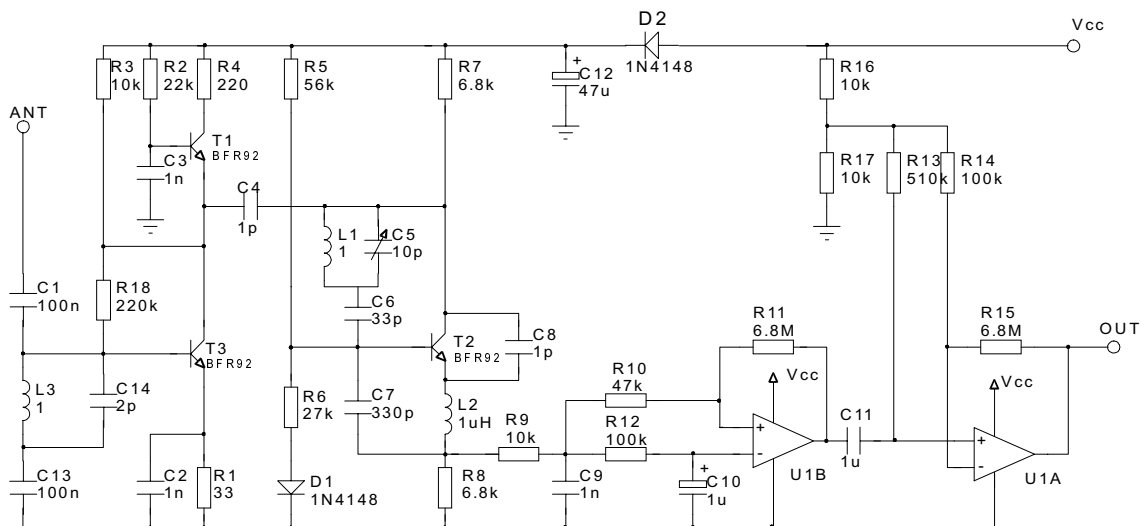 D2
1N4148
Vcc
R3
10k
R2
22k
R4
220
R5
56k
R7
6.8k
+
C12
47u
R16
10k
ANT
T1
BFR92
C3
1n
C4
1p
R17
10k
R13
510k
R14
100k
L1
1
C5
10p
C1
100n
R18
220k
C6
33p
R11
6.8M
R15
6.8M
OUT
T3
BFR92
T2
BFR92
C8
1p
L3
1
C14
2p
R6
27k
C7
330p
L2
1uH
R10
47k
Vcc
Vcc
R9
10k
R12
100k
+
-
C11
1u
+
-
U1B
U1A
C13
100n
C2
1n
R1
33
D1
1N4148
R8
6.8k
C9
1n
+
C10
1u